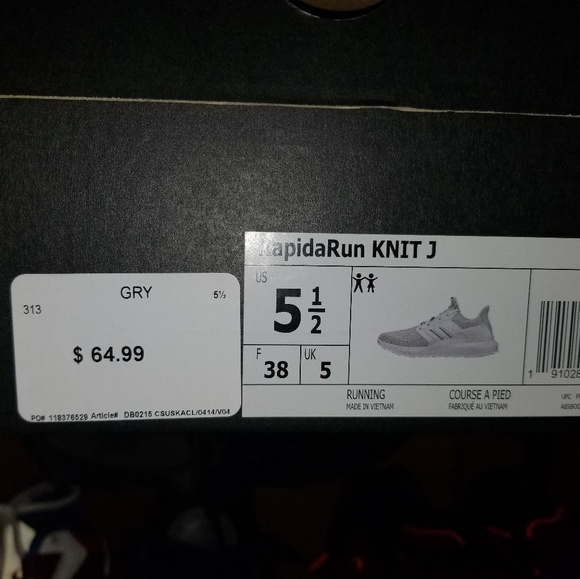 GRY 5½
313
$ 64.99
PO# 118376529 Article# DB0215 CSUSKACL/0414/V04
RapidaRun KNIT J
US
5 1/2
F 38 UK 5
RUNNING COURSE A PIED
MADE IN VIETNAM FABRIQUÉ AU VIETNAM
1 91028
UPC